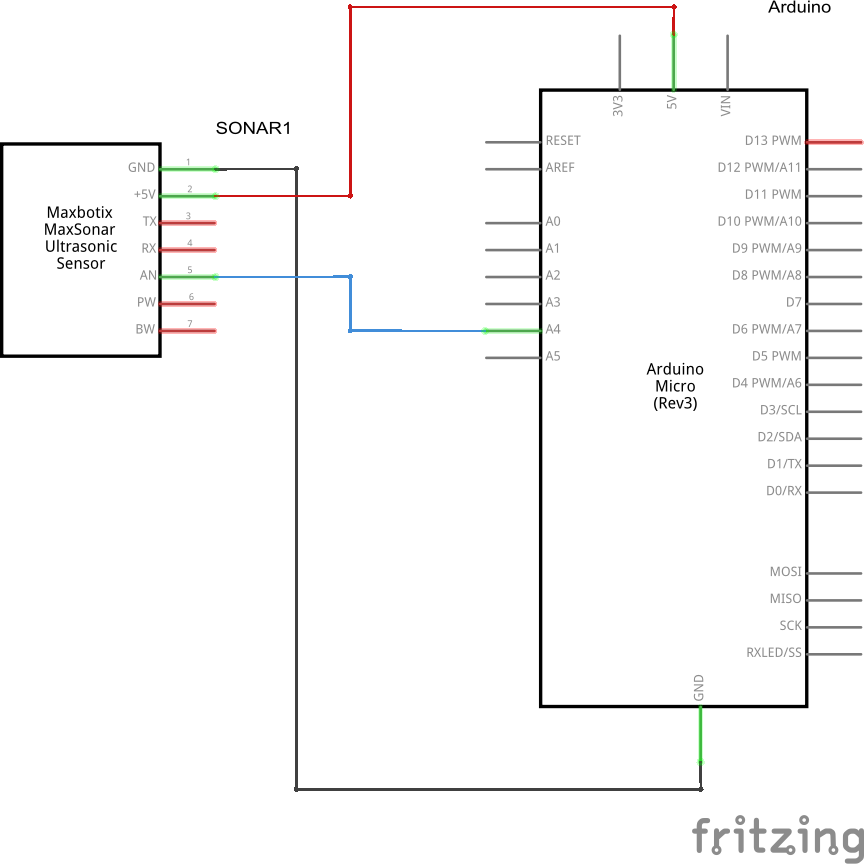 Arduino
SONAR1
Maxbotix
MaxSonar
Ultrasonic
Sensor
GND 1
+5V 2
TX 3
RX 4
AN 5
PW 6
BW 7
3V3
5V
VIN
RESET
AREF
A0
A1
A2
A3
A4
A5
Arduino
Micro
(Rev3)
D13 PWM
D12 PWM/A11
D11 PWM
D10 PWM/A10
D9 PWM/A9
D8 PWM/A8
D7
D6 PWM/A7
D5 PWM
D4 PWM/A6
D3/SCL
D2/SDA
D1/TX
D0/RX
MOSI
MISO
SCK
RXLED/SS
GND
fritzing